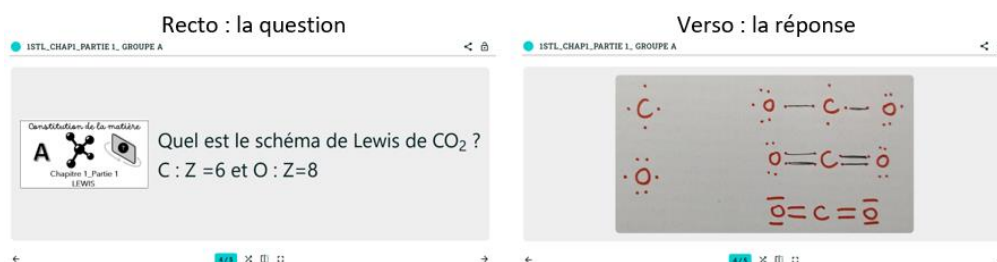 Recto : la question
1STL_CHAP1_PARTIE 1_ GROUPE A
Constitution de la matière
A
Chapitre 1_Partie 1
LEWIS
Quel est le schéma de Lewis de CO₂ ?
C : Z =6 et O : Z=8
Verso : la réponse
1STL_CHAP1_PARTIE 1_ GROUPE A
C O C O
O O C O
O = C = O